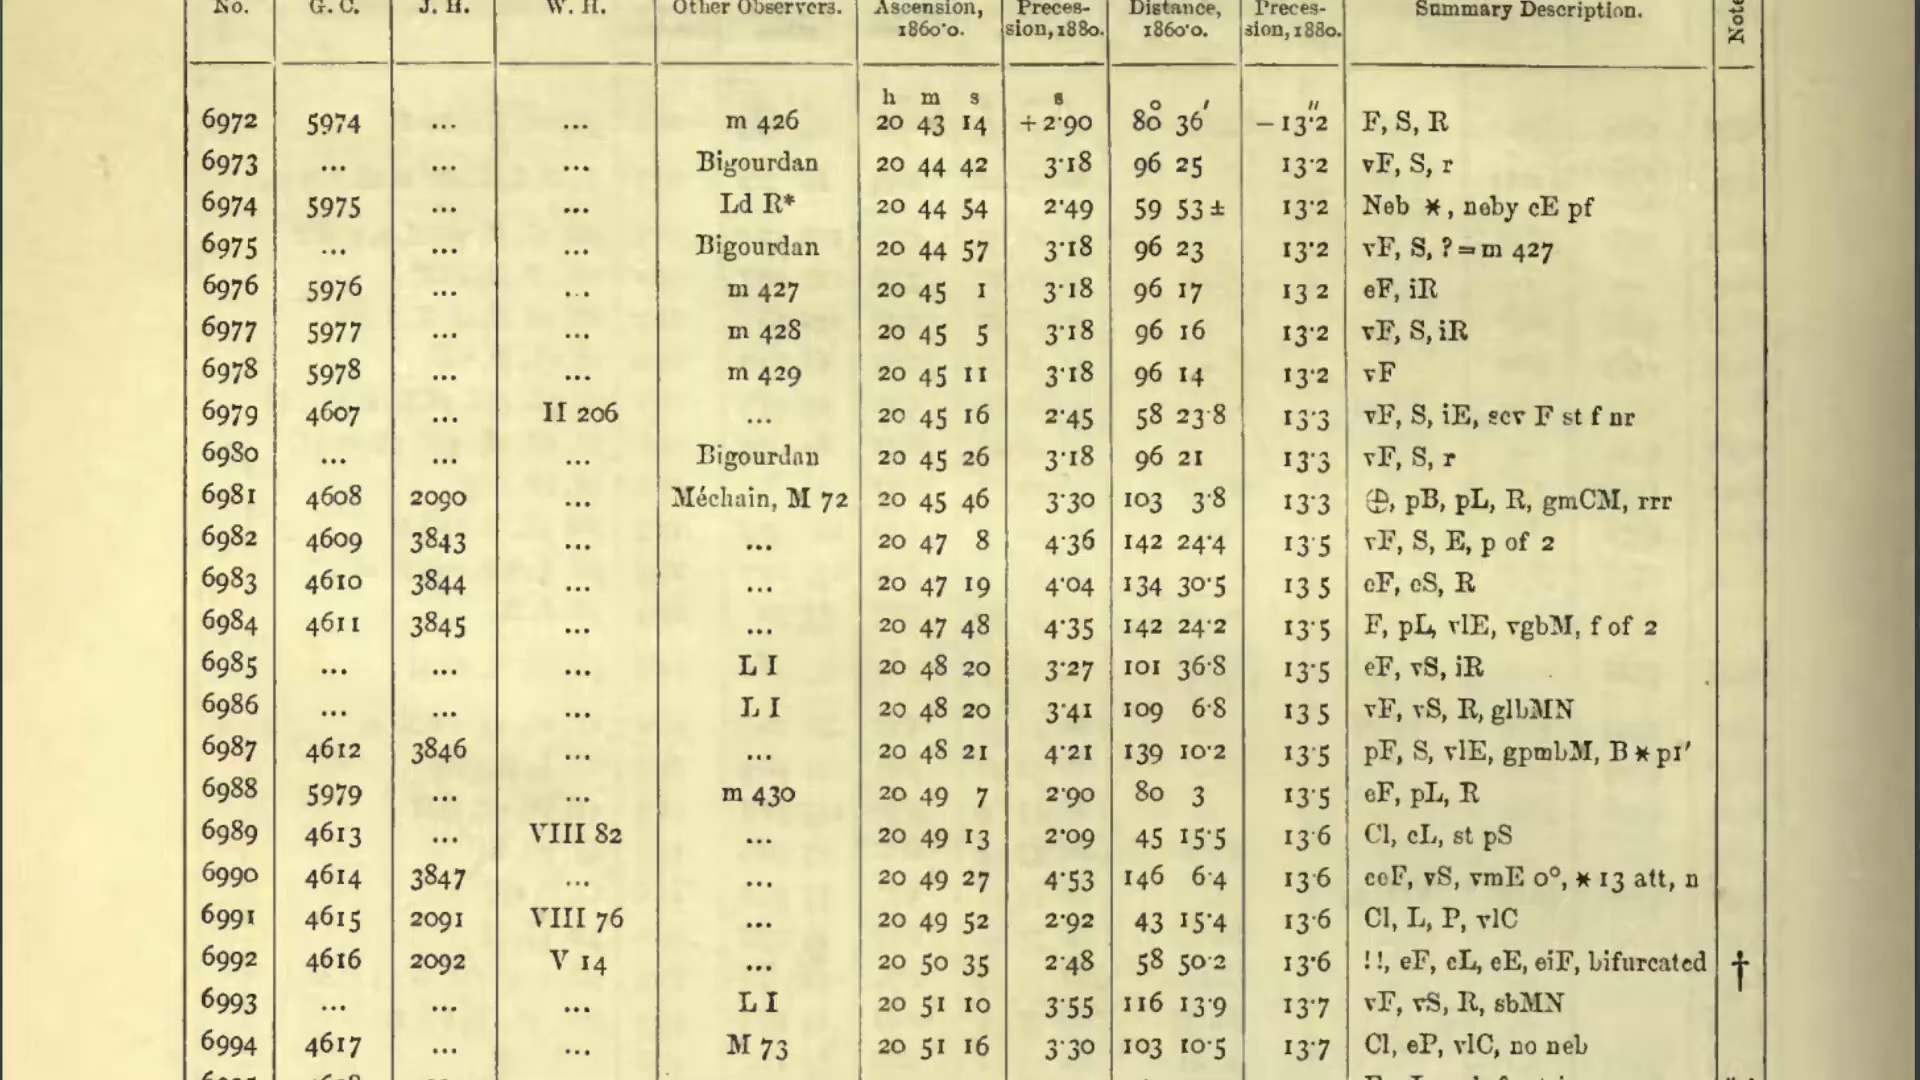 No. G. C. J. H. W. H. Other Observers. Ascension, Preces- Distance, Preces- Summary Description. Note
1860·0. sion, 1880. 1860·0. sion, 1880.
h m s s ° ′ ″
6972 5974 ... ... m 426 20 43 14 +2·90 80 36 −13·2 F, S, R
6973 ... ... ... Bigourdan 20 44 42 3·18 96 25 13·2 vF, S, r
6974 5975 ... ... Ld R* 20 44 54 2·49 59 53± 13·2 Neb *, neby cE pf
6975 ... ... ... Bigourdan 20 44 57 3·18 96 23 13·2 vF, S, ?=m 427
6976 5976 ... ... m 427 20 45 1 3·18 96 17 13 2 eF, iR
6977 5977 ... ... m 428 20 45 5 3·18 96 16 13·2 vF, S, iR
6978 5978 ... ... m 429 20 45 11 3·18 96 14 13·2 vF
6979 4607 ... II 206 ... 20 45 16 2·45 58 23·8 13·3 vF, S, iE, sev F st f nr
6980 ... ... ... Bigourdan 20 45 26 3·18 96 21 13·3 vF, S, r
6981 4608 2090 ... Méchain, M 72 20 45 46 3·30 103 3·8 13·3 ⊕, pB, pL, R, gmCM, rrr
6982 4609 3843 ... ... 20 47 8 4·36 142 24·4 13·5 vF, S, E, p of 2
6983 4610 3844 ... ... 20 47 19 4·04 134 30·5 13 5 eF, eS, R
6984 4611 3845 ... ... 20 47 48 4·35 142 24·2 13·5 F, pL, vlE, vgbM, f of 2
6985 ... ... ... L I 20 48 20 3·27 101 36·8 13·5 eF, vS, iR
6986 ... ... ... L I 20 48 20 3·41 109 6·8 13 5 vF, vS, R, glbMN
6987 4612 3846 ... ... 20 48 21 4·21 139 10·2 13·5 pF, S, vlE, gpmbM, B * p1′
6988 5979 ... ... m 430 20 49 7 2·90 80 3 13·5 eF, pL, R
6989 4613 ... VIII 82 ... 20 49 13 2·09 45 15·5 13·6 Cl, cL, st pS
6990 4614 3847 ... ... 20 49 27 4·53 146 6·4 13·6 eeF, vS, vmE 0°, * 13 att, n
6991 4615 2091 VIII 76 ... 20 49 52 2·92 43 15·4 13·6 Cl, L, P, vlC
6992 4616 2092 V 14 ... 20 50 35 2·48 58 50·2 13·6 !!, eF, cL, eE, eiF, bifurcated †
6993 ... ... ... L I 20 51 10 3·55 116 13·9 13·7 vF, vS, R, sbMN
6994 4617 ... ... M 73 20 51 16 3·30 103 10·5 13·7 Cl, eP, vlC, no neb